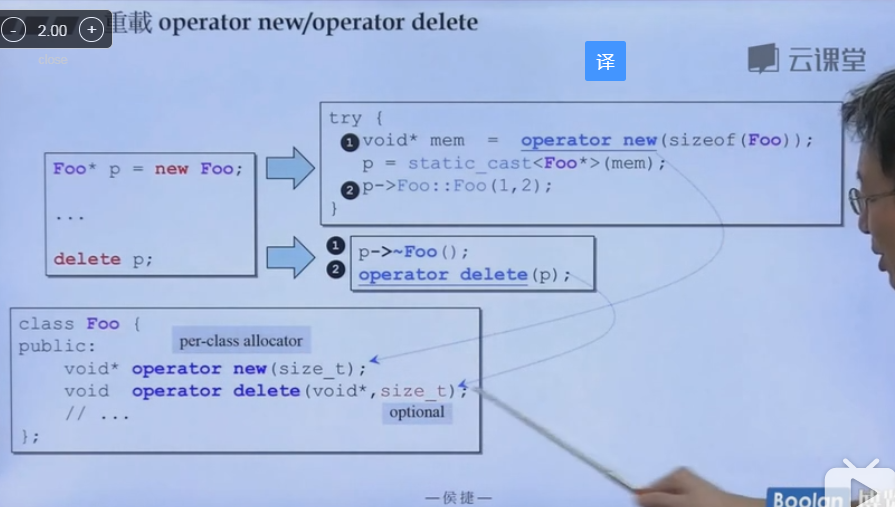 - 2.00 +
close
重載 operator new/operator delete
译
云课堂
Foo* p = new Foo;
...
delete p;
try {
❶void* mem = operator new(sizeof(Foo));
p = static_cast<Foo*>(mem);
❷p->Foo::Foo(1,2);
}
❶ p->~Foo();
❷ operator delete(p);
class Foo {
public:
per-class allocator
void* operator new(size_t);
void operator delete(void*,size_t);
optional
// ...
};
—侯捷—
Boolan